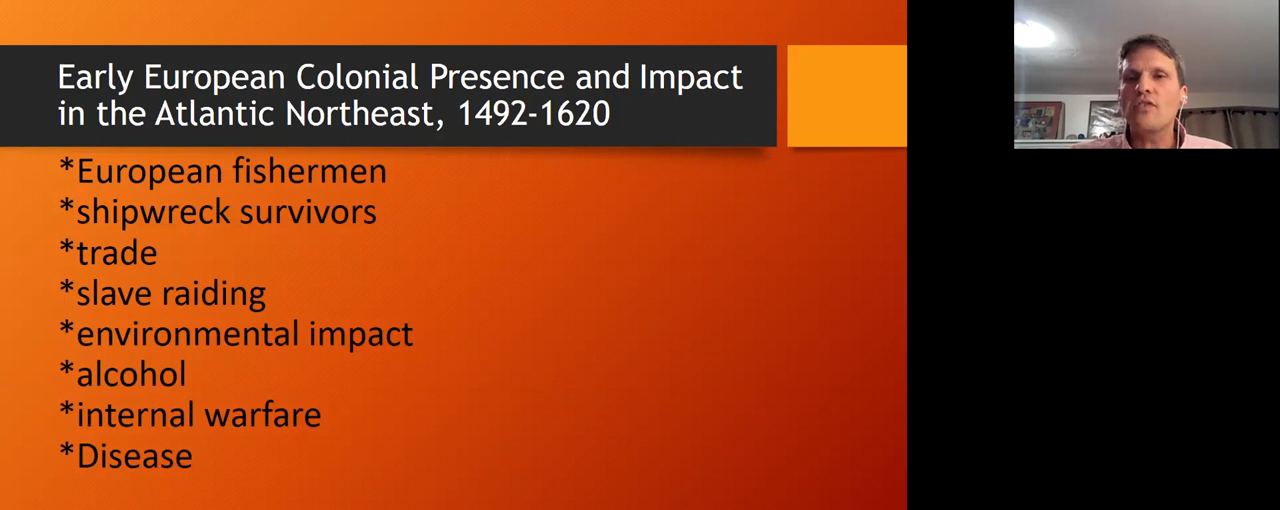 Early European Colonial Presence and Impact
in the Atlantic Northeast, 1492-1620
*European fishermen
*shipwreck survivors
*trade
*slave raiding
*environmental impact
*alcohol
*internal warfare
*Disease